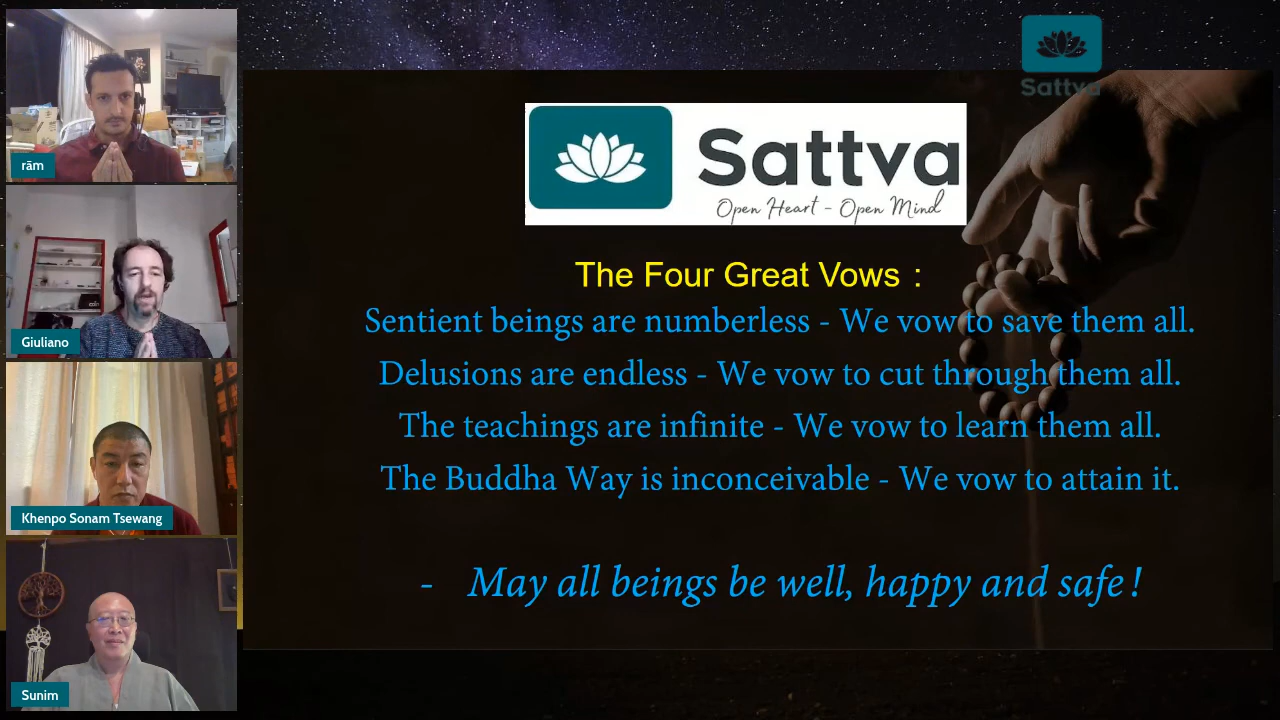 Sattva
Sattva
Open Heart - Open Mind
The Four Great Vows :
Sentient beings are numberless - We vow to save them all.
Delusions are endless - We vow to cut through them all.
The teachings are infinite - We vow to learn them all.
The Buddha Way is inconceivable - We vow to attain it.
- May all beings be well, happy and safe!
rām
Giuliano
Khenpo Sonam Tsewang
Sunim